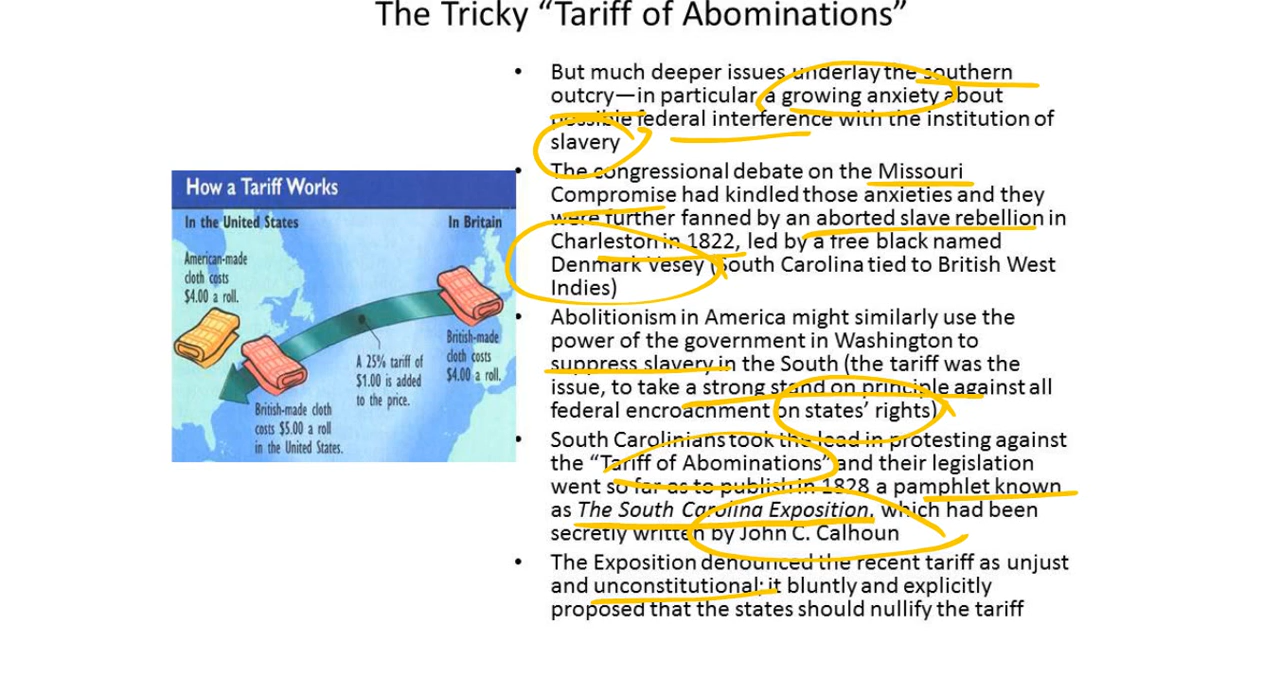 The Tricky “Tariff of Abominations”
How a Tariff Works
In the United States
In Britain
American-made
cloth costs
$4.00 a roll.
A 25% tariff of
$1.00 is added
to the price.
British-made
cloth costs
$4.00 a roll.
British-made cloth
costs $5.00 a roll
in the United States.
• But much deeper issues underlay the southern
outcry—in particular a growing anxiety about
possible federal interference with the institution of
slavery
• The congressional debate on the Missouri
Compromise had kindled those anxieties and they
were further fanned by an aborted slave rebellion in
Charleston in 1822, led by a free black named
Denmark Vesey (South Carolina tied to British West
Indies)
• Abolitionism in America might similarly use the
power of the government in Washington to
suppress slavery in the South (the tariff was the
issue, to take a strong stand on principle against all
federal encroachment on states’ rights)
• South Carolinians took the lead in protesting against
the “Tariff of Abominations” and their legislation
went so far as to publish in 1828 a pamphlet known
as The South Carolina Exposition, which had been
secretly written by John C. Calhoun
• The Exposition denounced the recent tariff as unjust
and unconstitutional; it bluntly and explicitly
proposed that the states should nullify the tariff